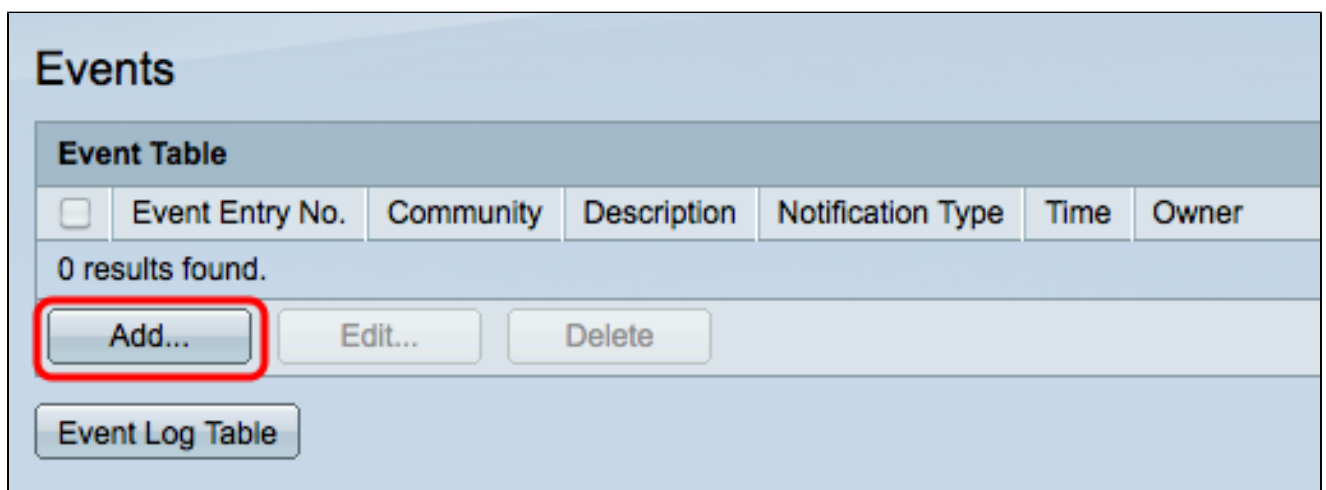 Events
Event Table
Event Entry No. Community Description Notification Type Time Owner
0 results found.
Add... Edit... Delete
Event Log Table